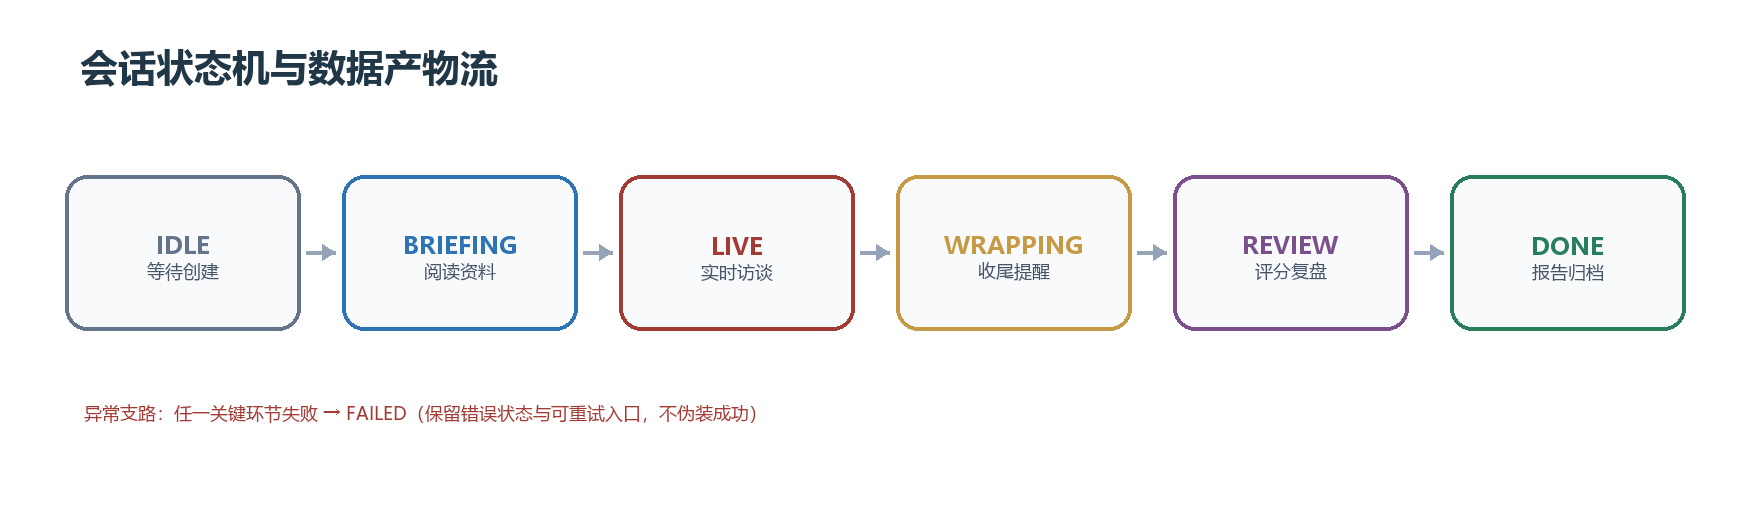 会话状态机与数据产物流
IDLE
等待创建
BRIEFING
阅读资料
LIVE
实时访谈
WRAPPING
收尾提醒
REVIEW
评分复盘
DONE
报告归档
异常支路：任一关键环节失败 → FAILED（保留错误状态与可重试入口，不伪装成功）